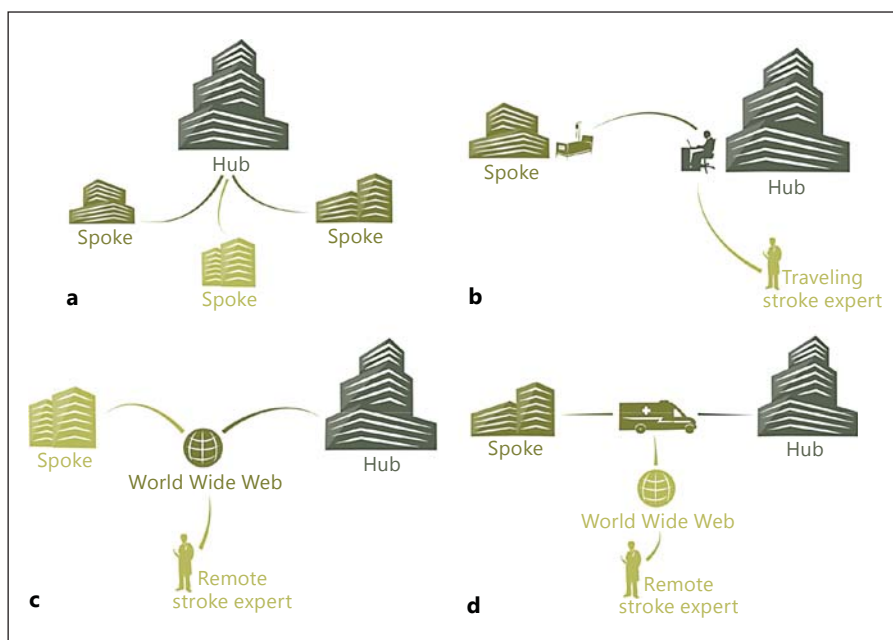 Hub
Spoke
Spoke
Spoke
a
Spoke
Hub
Traveling
stroke expert
b
Spoke
Hub
World Wide Web
Remote
stroke expert
c
Spoke
Hub
World Wide Web
Remote
stroke expert
d